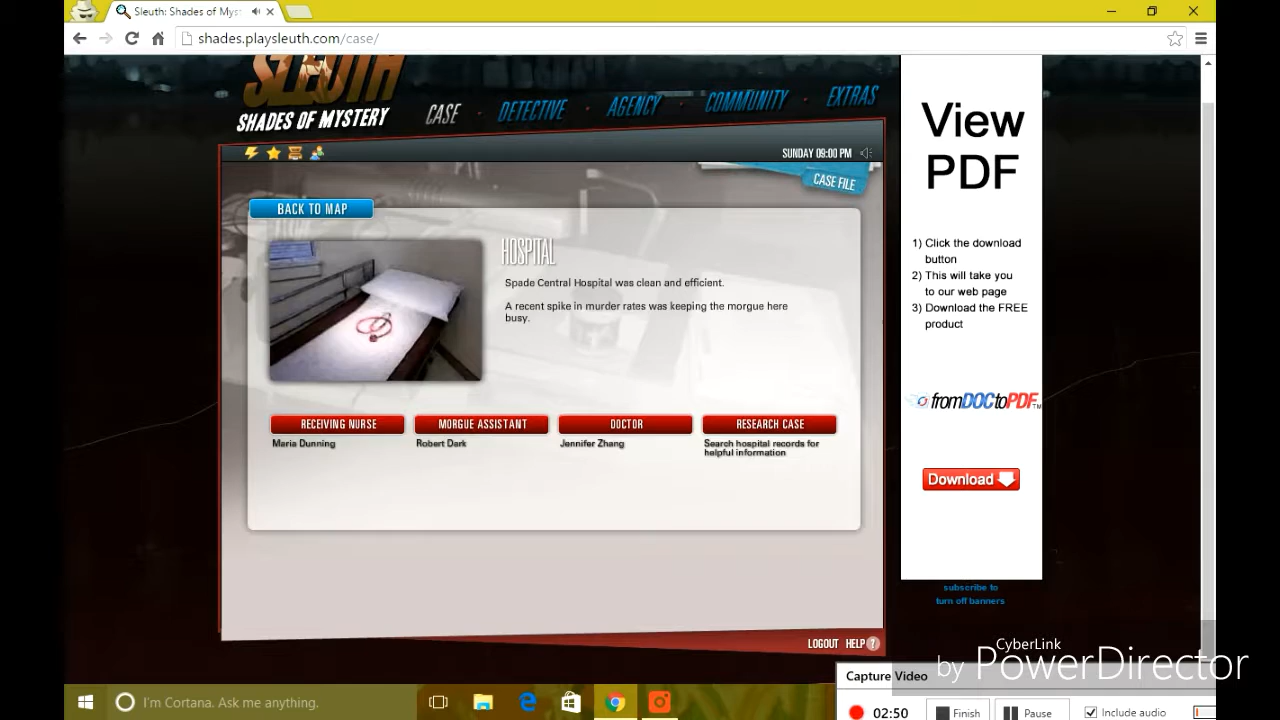 Sleuth: Shades of Mys
shades.playsleuth.com/case/
SLEUTH
SHADES OF MYSTERY
CASE · DETECTIVE · AGENCY · COMMUNITY · EXTRAS
SUNDAY 09:00 PM
CASE FILE
BACK TO MAP
HOSPITAL
Spade Central Hospital was clean and efficient.
A recent spike in murder rates was keeping the morgue here
busy.
RECEIVING NURSE
Maria Dunning
MORGUE ASSISTANT
Robert Dark
DOCTOR
Jennifer Zhang
RESEARCH CASE
Search hospital records for
helpful information
LOGOUT HELP ?
View
PDF
1) Click the download
button
2) This will take you
to our web page
3) Download the FREE
product
fromDOCtoPDF™
Download
subscribe to
turn off banners
CyberLink
by PowerDirector
Capture Video
02:50
Finish
Pause
Include audio
I'm Cortana. Ask me anything.